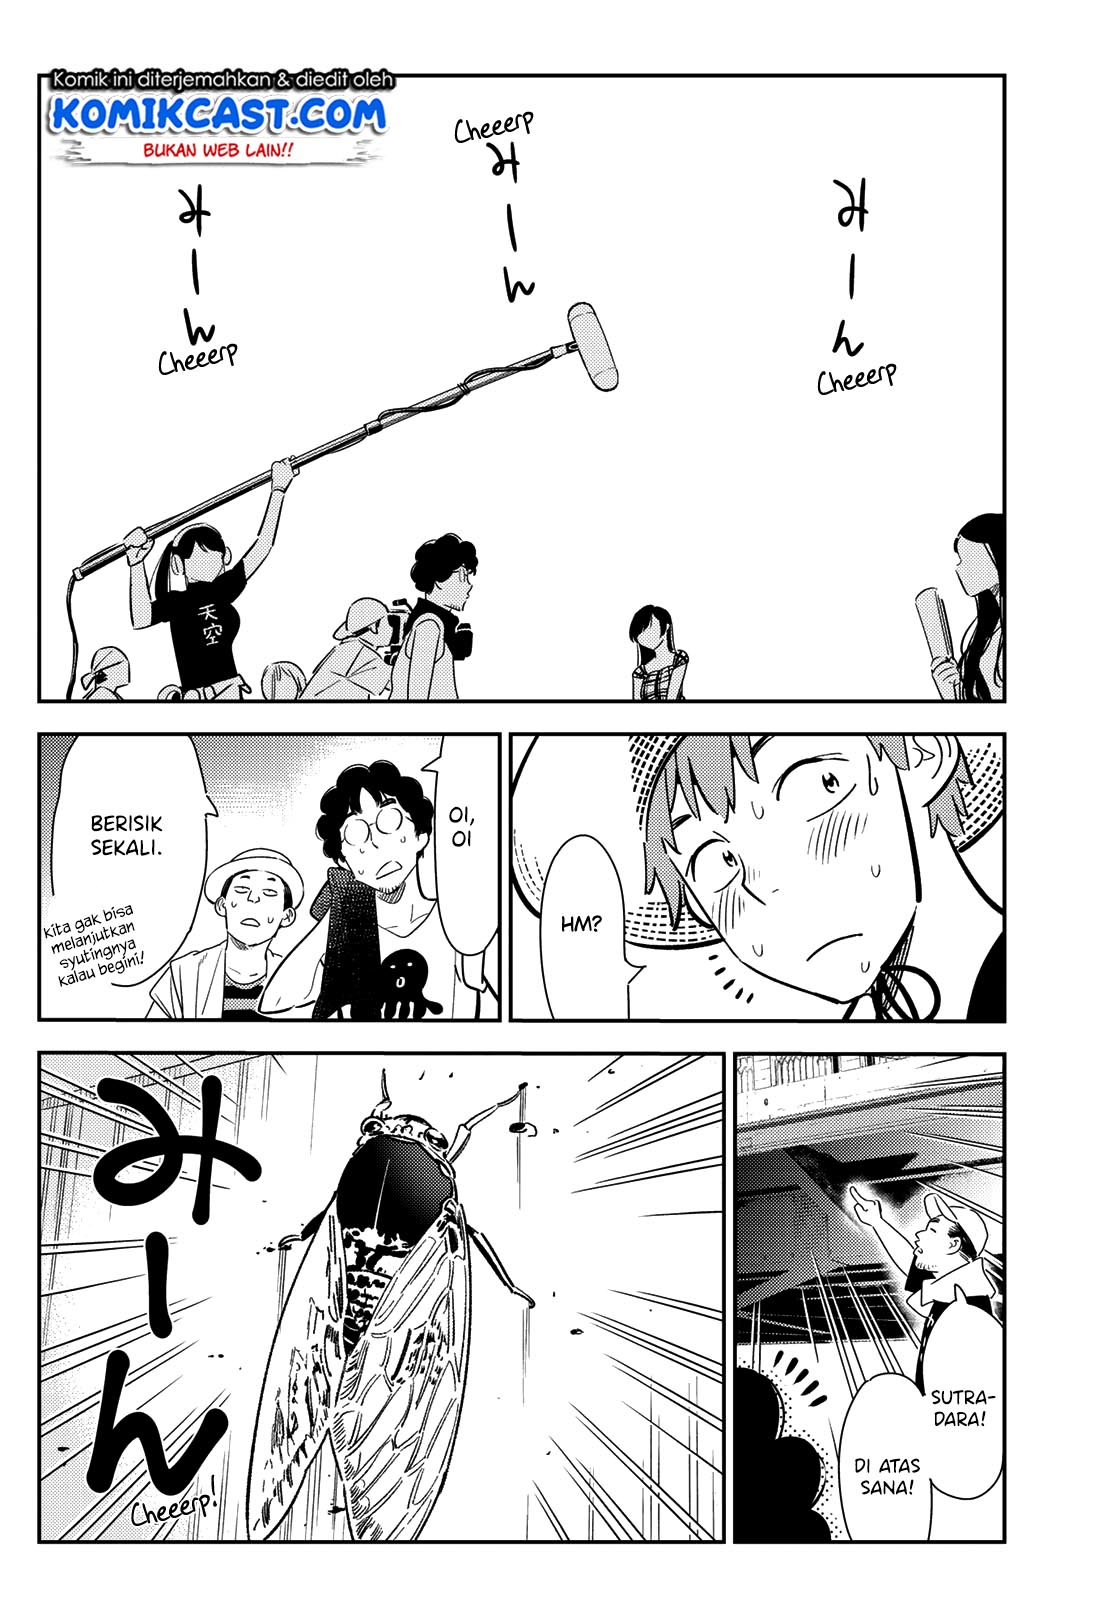 Komik ini diterjemahkan & diedit oleh
KOMIKCAST.COM
BUKAN WEB LAIN!!
みーん
Cheeerp
Cheeerp
みーん
みーん
Cheeerp
天空
HM?
OI,
OI
BERISIK
SEKALI.
kita gak bisa
melanjutkan
syutingnya
kalau begini!
SUTRA-
DARA!
DI ATAS
SANA!
みーん
Cheeerp!